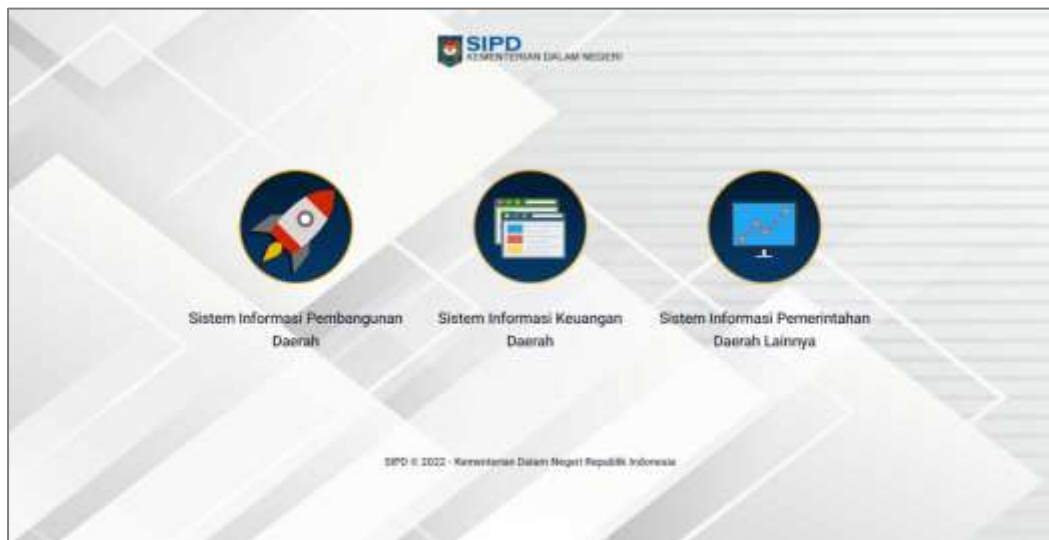 SIPD
KEMENTERIAN DALAM NEGERI
Sistem Informasi Pembangunan
Daerah
Sistem Informasi Keuangan
Daerah
Sistem Informasi Pemerintahan
Daerah Lainnya
SIPD © 2022 - Kementerian Dalam Negeri Republik Indonesia